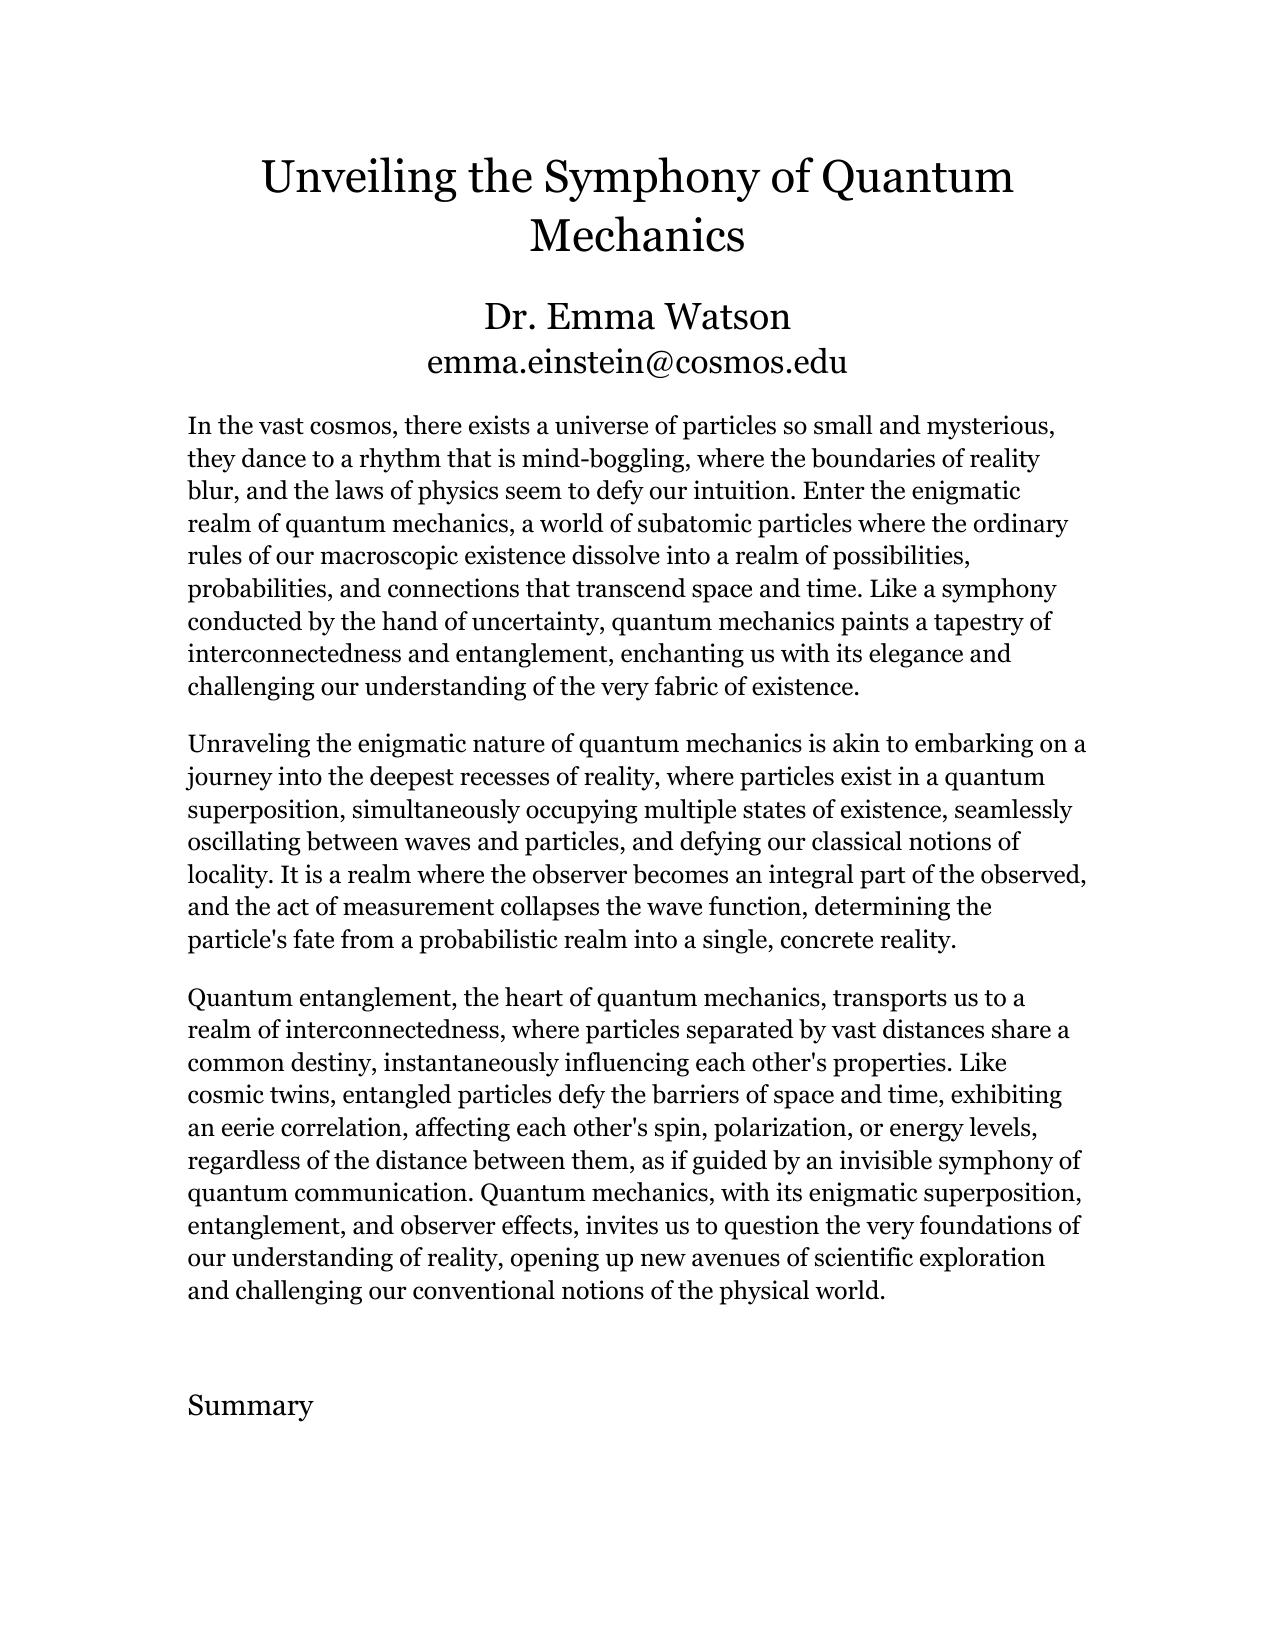 Unveiling the Symphony of Quantum
Mechanics
Dr. Emma Watson
emma.einstein@cosmos.edu
In the vast cosmos, there exists a universe of particles so small and mysterious,
they dance to a rhythm that is mind-boggling, where the boundaries of reality
blur, and the laws of physics seem to defy our intuition. Enter the enigmatic
realm of quantum mechanics, a world of subatomic particles where the ordinary
rules of our macroscopic existence dissolve into a realm of possibilities,
probabilities, and connections that transcend space and time. Like a symphony
conducted by the hand of uncertainty, quantum mechanics paints a tapestry of
interconnectedness and entanglement, enchanting us with its elegance and
challenging our understanding of the very fabric of existence.
Unraveling the enigmatic nature of quantum mechanics is akin to embarking on a
journey into the deepest recesses of reality, where particles exist in a quantum
superposition, simultaneously occupying multiple states of existence, seamlessly
oscillating between waves and particles, and defying our classical notions of
locality. It is a realm where the observer becomes an integral part of the observed,
and the act of measurement collapses the wave function, determining the
particle's fate from a probabilistic realm into a single, concrete reality.
Quantum entanglement, the heart of quantum mechanics, transports us to a
realm of interconnectedness, where particles separated by vast distances share a
common destiny, instantaneously influencing each other's properties. Like
cosmic twins, entangled particles defy the barriers of space and time, exhibiting
an eerie correlation, affecting each other's spin, polarization, or energy levels,
regardless of the distance between them, as if guided by an invisible symphony of
quantum communication. Quantum mechanics, with its enigmatic superposition,
entanglement, and observer effects, invites us to question the very foundations of
our understanding of reality, opening up new avenues of scientific exploration
and challenging our conventional notions of the physical world.
Summary